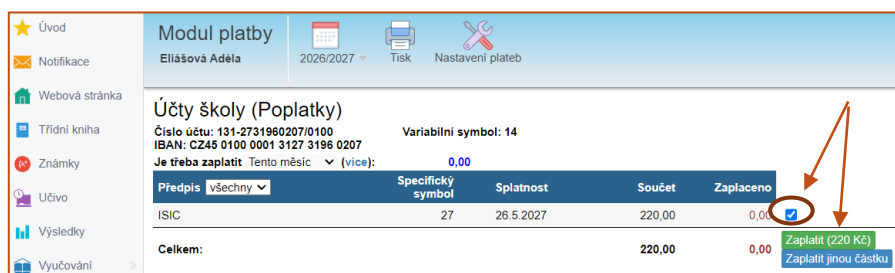 Úvod
Notifikace
Webová stránka
Třídní kniha
Známky
Učivo
Výsledky
Vyučování
Modul platby
Eliášová Adéla
2026/2027
Tisk
Nastavení plateb
Účty školy (Poplatky)
Číslo účtu: 131-2731960207/0100 Variabilní symbol: 14
IBAN: CZ45 0100 0001 3127 3196 0207
Je třeba zaplatit Tento měsíc (více): 0,00
Předpis všechny Specifický symbol Splatnost Součet Zaplaceno
ISIC 27 26.5.2027 220,00 0,00
Celkem: 220,00 0,00
Zaplatit (220 Kč)
Zaplatit jinou částku